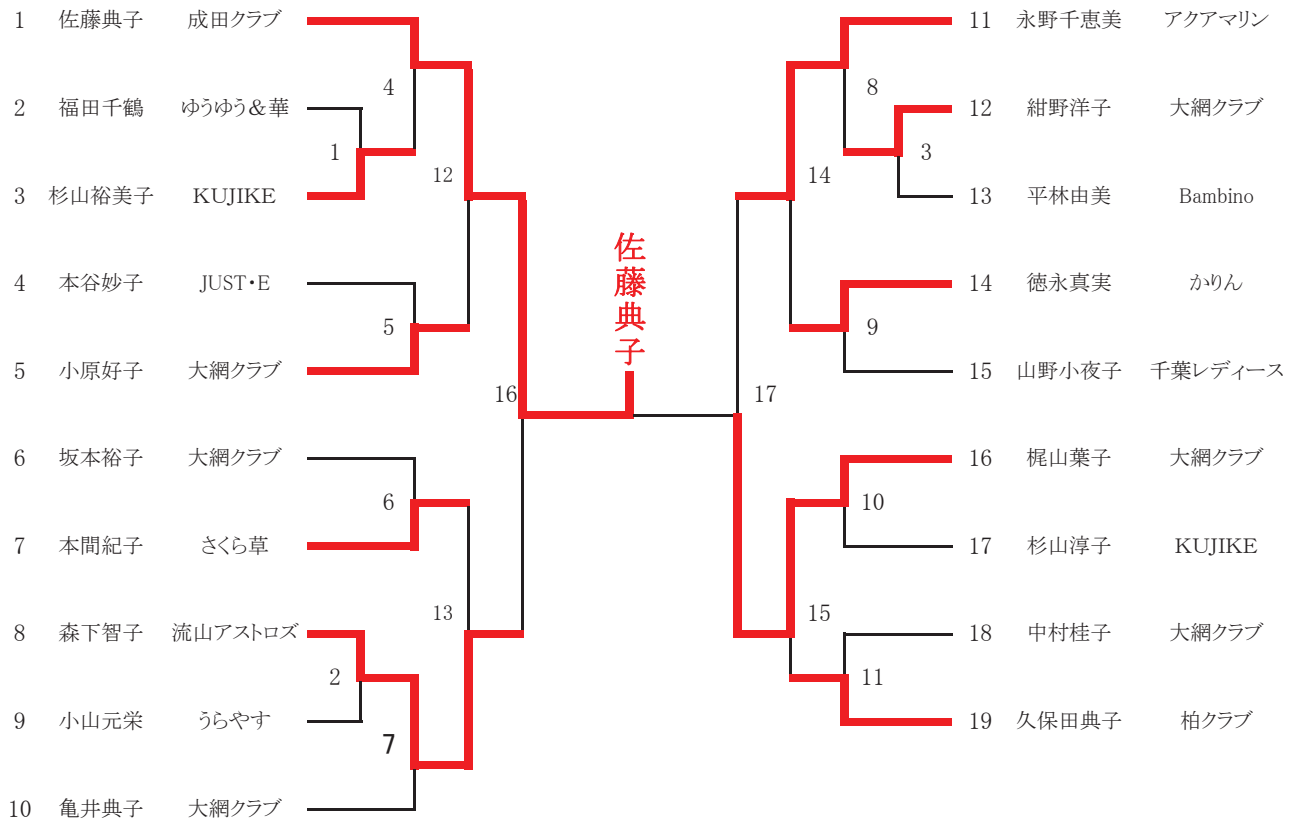 1 佐藤典子 成田クラブ
2 福田千鶴 ゆうゆう&華
3 杉山裕美子 KUJIKE
4 本谷妙子 JUST・E
5 小原好子 大網クラブ
6 坂本裕子 大網クラブ
7 本間紀子 さくら草
8 森下智子 流山アストロズ
9 小山元栄 うらやす
10 亀井典子 大網クラブ
4
1
12
5
16
6
13
2
7
佐藤典子
8
3
14
9
17
10
15
11
11 永野千恵美 アクアマリン
12 紺野洋子 大網クラブ
13 平林由美 Bambino
14 徳永真実 かりん
15 山野小夜子 千葉レディース
16 梶山葉子 大網クラブ
17 杉山淳子 KUJIKE
18 中村桂子 大網クラブ
19 久保田典子 柏クラブ